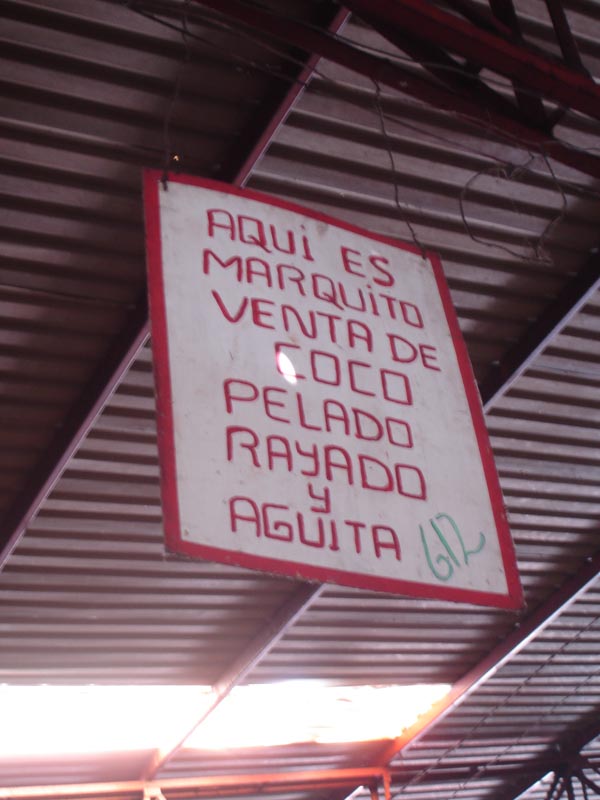 AQUI ES
MARQUITO
VENTA DE
COCO
PELADO
RAYADO
y
AGUITA
612